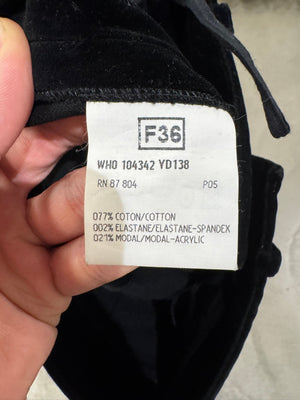 F36
WHO 104342 YD138
RN 87 804 P05
077% COTON/COTTON
002% ELASTANE/ELASTANE-SPANDEX
021% MODAL/MODAL-ACRYLIC